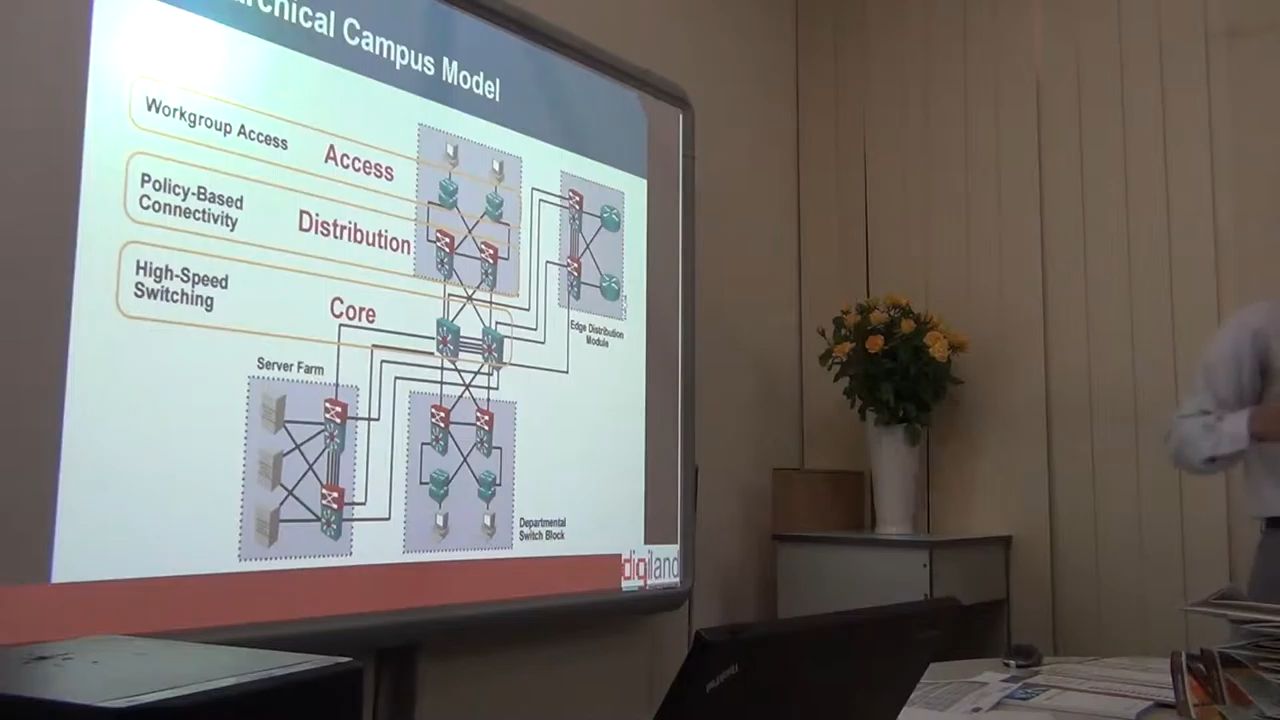 archical Campus Model
Workgroup Access
Access
Policy-Based
Connectivity
Distribution
High-Speed
Switching
Core
Edge Distribution
Module
Server Farm
Departmental
Switch Block
digiland
ThinkPad